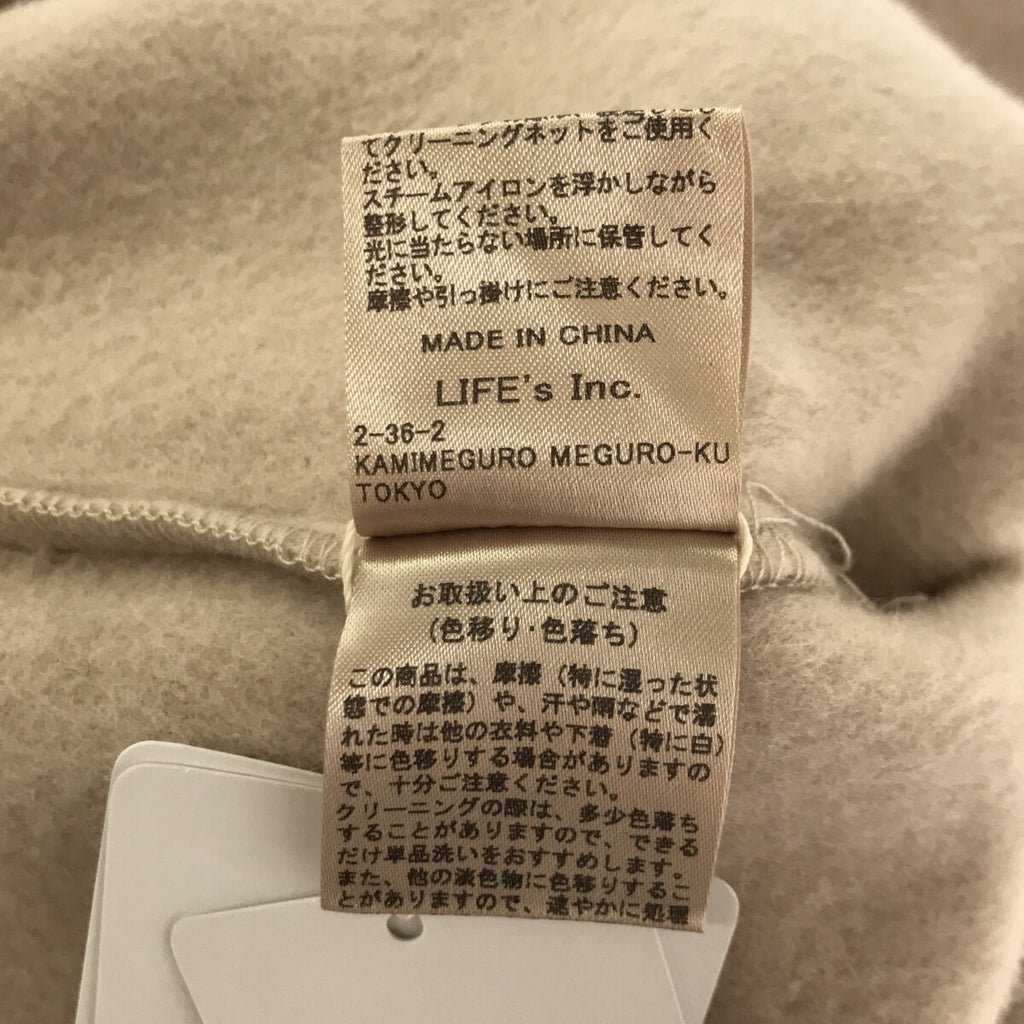 てクリーニングネットをご使用く
ださい。
スチームアイロンを浮かしながら
整形してください。
光に当たらない場所に保管してく
ださい。
摩擦や引っ掛けにご注意ください。
MADE IN CHINA
LIFE's Inc.
2-36-2
KAMIMEGURO MEGURO-KU
TOKYO
お取扱い上のご注意
(色移り・色落ち)
この商品は、摩擦(特に湿った状
態での摩擦)や、汗や雨などで濡
れた時は他の衣料や下着(特に白)
等に色移りする場合がありますの
で、十分ご注意ください。
クリーニングの際は、多少色落ち
することがありますので、できる
だけ単品洗いをおすすめします。
また、他の淡色物に色移りするこ
とがありますので、速やかに処理